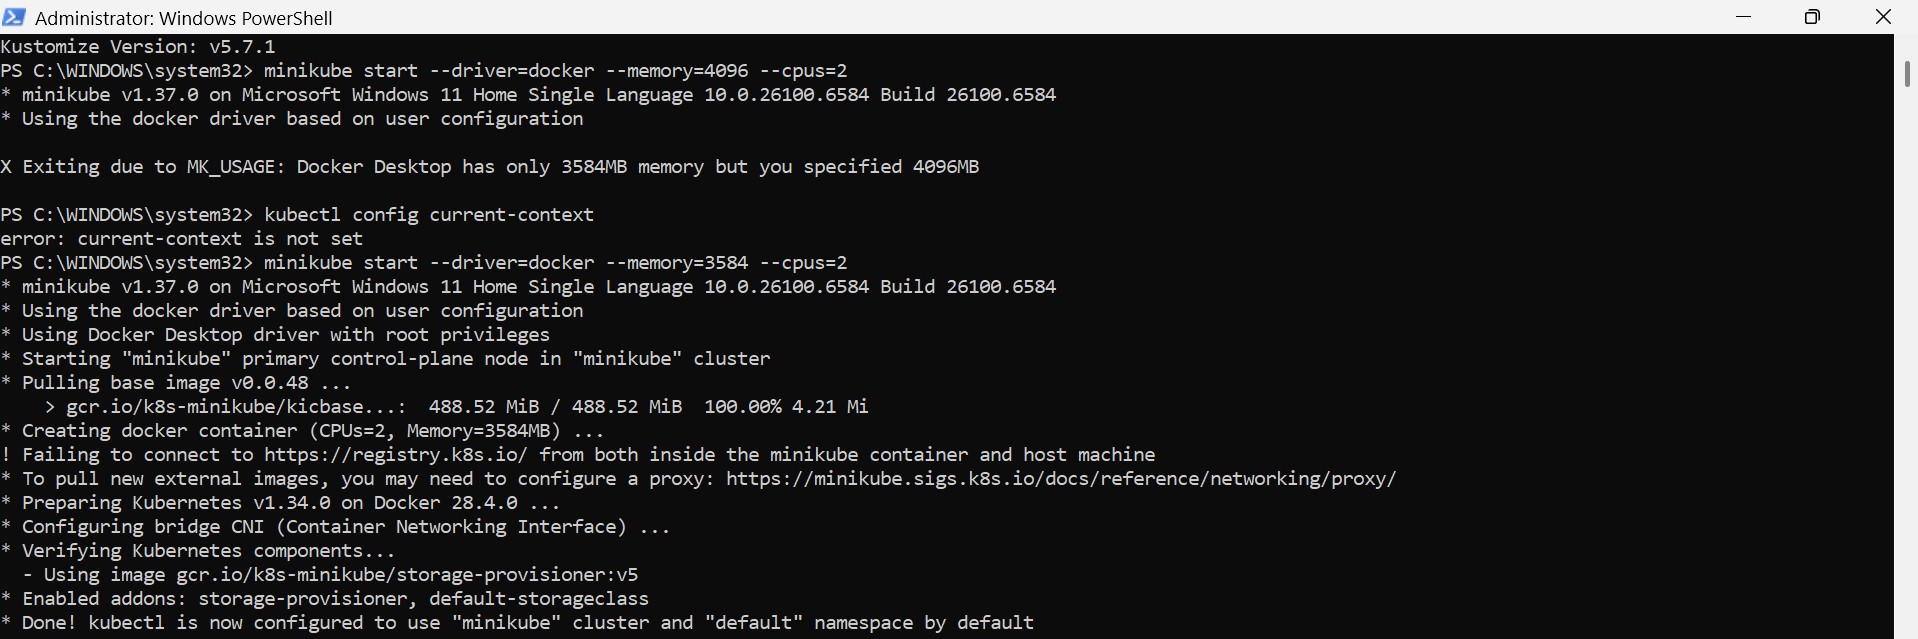 Administrator: Windows PowerShell
Kustomize Version: v5.7.1
PS C:\WINDOWS\system32> minikube start --driver=docker --memory=4096 --cpus=2
* minikube v1.37.0 on Microsoft Windows 11 Home Single Language 10.0.26100.6584 Build 26100.6584
* Using the docker driver based on user configuration
X Exiting due to MK_USAGE: Docker Desktop has only 3584MB memory but you specified 4096MB
PS C:\WINDOWS\system32> kubectl config current-context
error: current-context is not set
PS C:\WINDOWS\system32> minikube start --driver=docker --memory=3584 --cpus=2
* minikube v1.37.0 on Microsoft Windows 11 Home Single Language 10.0.26100.6584 Build 26100.6584
* Using the docker driver based on user configuration
* Using Docker Desktop driver with root privileges
* Starting "minikube" primary control-plane node in "minikube" cluster
* Pulling base image v0.0.48 ...
    > gcr.io/k8s-minikube/kicbase...:  488.52 MiB / 488.52 MiB  100.00% 4.21 Mi
* Creating docker container (CPUs=2, Memory=3584MB) ...
! Failing to connect to https://registry.k8s.io/ from both inside the minikube container and host machine
* To pull new external images, you may need to configure a proxy: https://minikube.sigs.k8s.io/docs/reference/networking/proxy/
* Preparing Kubernetes v1.34.0 on Docker 28.4.0 ...
* Configuring bridge CNI (Container Networking Interface) ...
* Verifying Kubernetes components...
  - Using image gcr.io/k8s-minikube/storage-provisioner:v5
* Enabled addons: storage-provisioner, default-storageclass
* Done! kubectl is now configured to use "minikube" cluster and "default" namespace by default